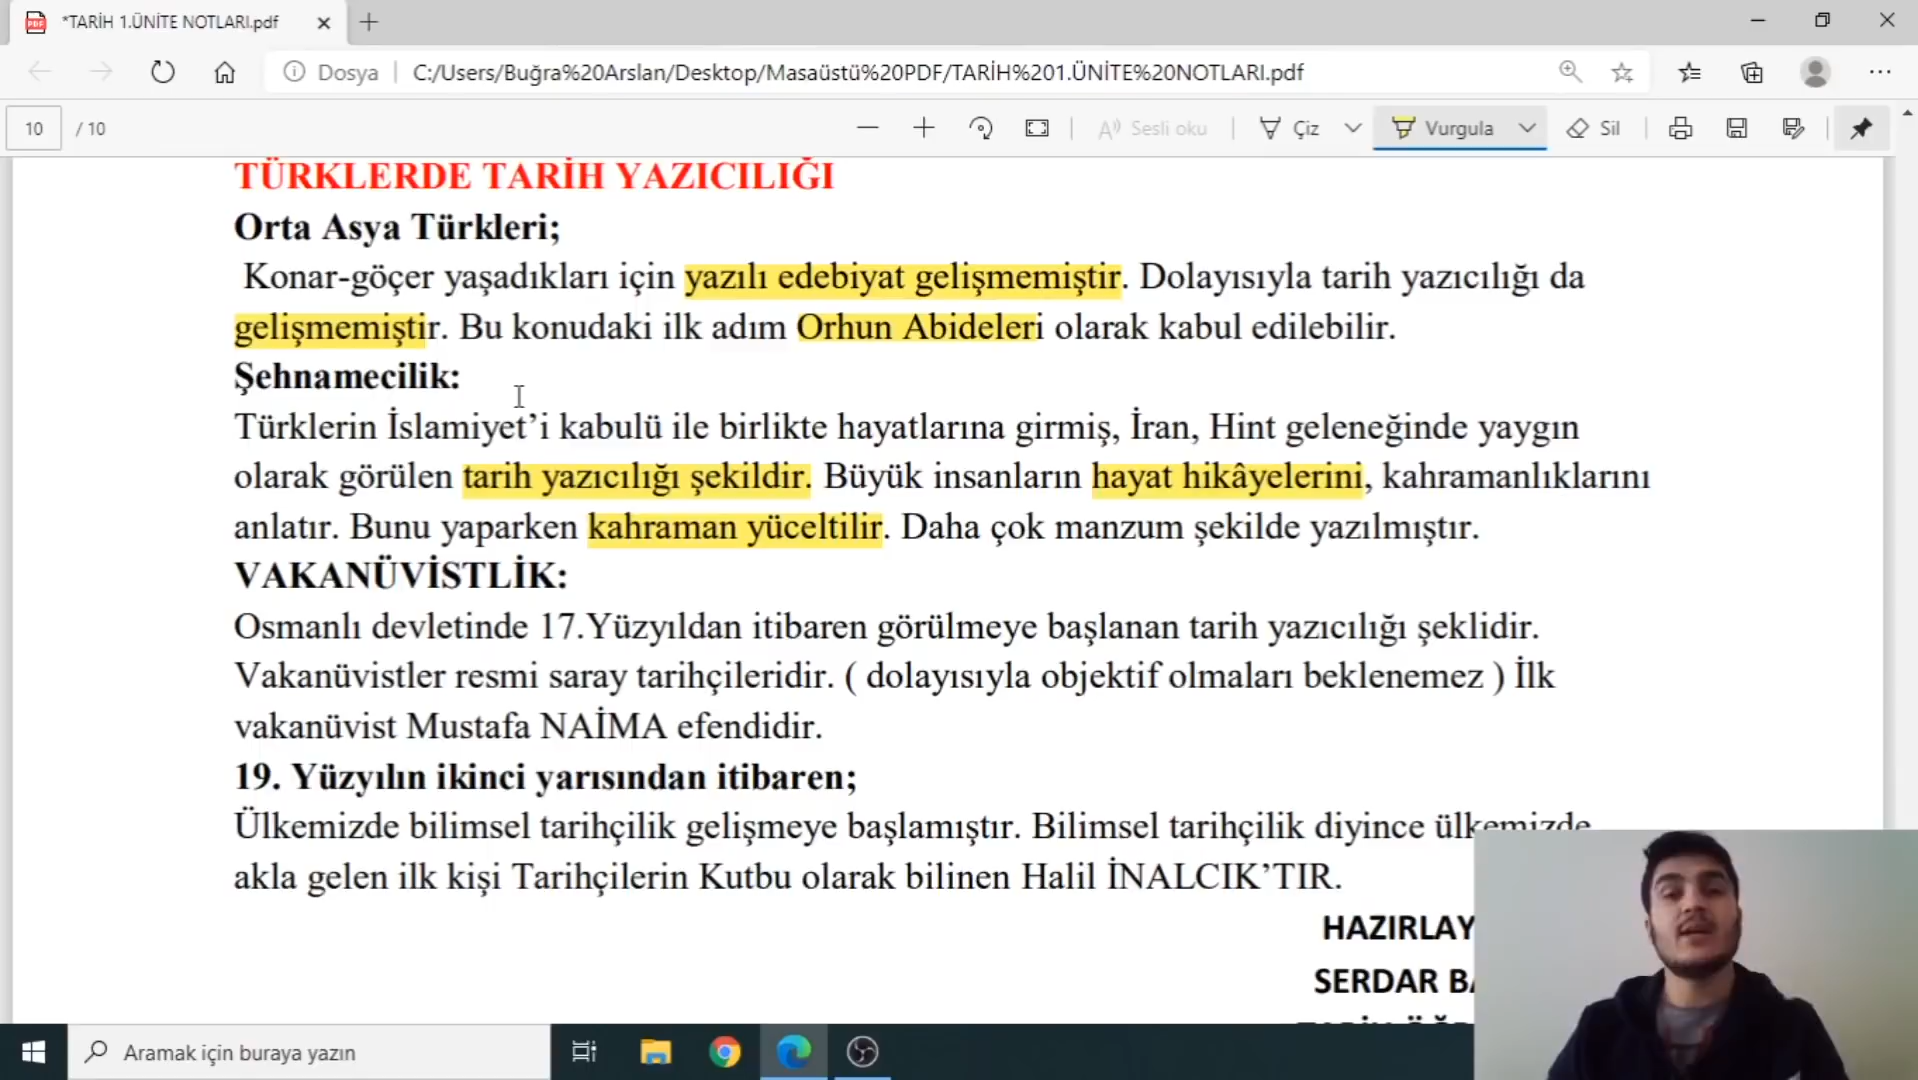 *TARİH 1.ÜNİTE NOTLARI.pdf
Dosya C:/Users/Buğra%20Arslan/Desktop/Masaüstü%20PDF/TARİH%201.ÜNİTE%20NOTLARI.pdf
10 / 10 Sesli oku Çiz Vurgula Sil
TÜRKLERDE TARİH YAZICILIĞI
Orta Asya Türkleri;
Konar-göçer yaşadıkları için yazılı edebiyat gelişmemiştir. Dolayısıyla tarih yazıcılığı da
gelişmemiştir. Bu konudaki ilk adım Orhun Abideleri olarak kabul edilebilir.
Şehnamecilik:
Türklerin İslamiyet’i kabulü ile birlikte hayatlarına girmiş, İran, Hint geleneğinde yaygın
olarak görülen tarih yazıcılığı şekildir. Büyük insanların hayat hikâyelerini, kahramanlıklarını
anlatır. Bunu yaparken kahraman yüceltilir. Daha çok manzum şekilde yazılmıştır.
VAKANÜVİSTLİK:
Osmanlı devletinde 17.Yüzyıldan itibaren görülmeye başlanan tarih yazıcılığı şeklidir.
Vakanüvistler resmi saray tarihçileridir. ( dolayısıyla objektif olmaları beklenemez ) İlk
vakanüvist Mustafa NAİMA efendidir.
19. Yüzyılın ikinci yarısından itibaren;
Ülkemizde bilimsel tarihçilik gelişmeye başlamıştır. Bilimsel tarihçilik diyince ülkemizde
akla gelen ilk kişi Tarihçilerin Kutbu olarak bilinen Halil İNALCIK’TIR.
HAZIRLAY
SERDAR
Aramak için buraya yazın